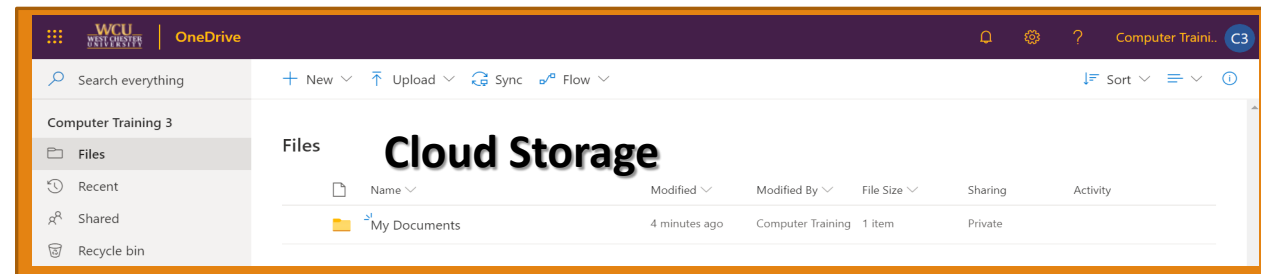 WCU
WEST CHESTER
UNIVERSITY
OneDrive
?
Computer Traini..
C3
Search everything
+ New
Upload
Sync
Flow
Sort
Computer Training 3
Files
Recent
Shared
Recycle bin
Files
Cloud Storage
Name
Modified
Modified By
File Size
Sharing
Activity
My Documents
4 minutes ago
Computer Training
1 item
Private